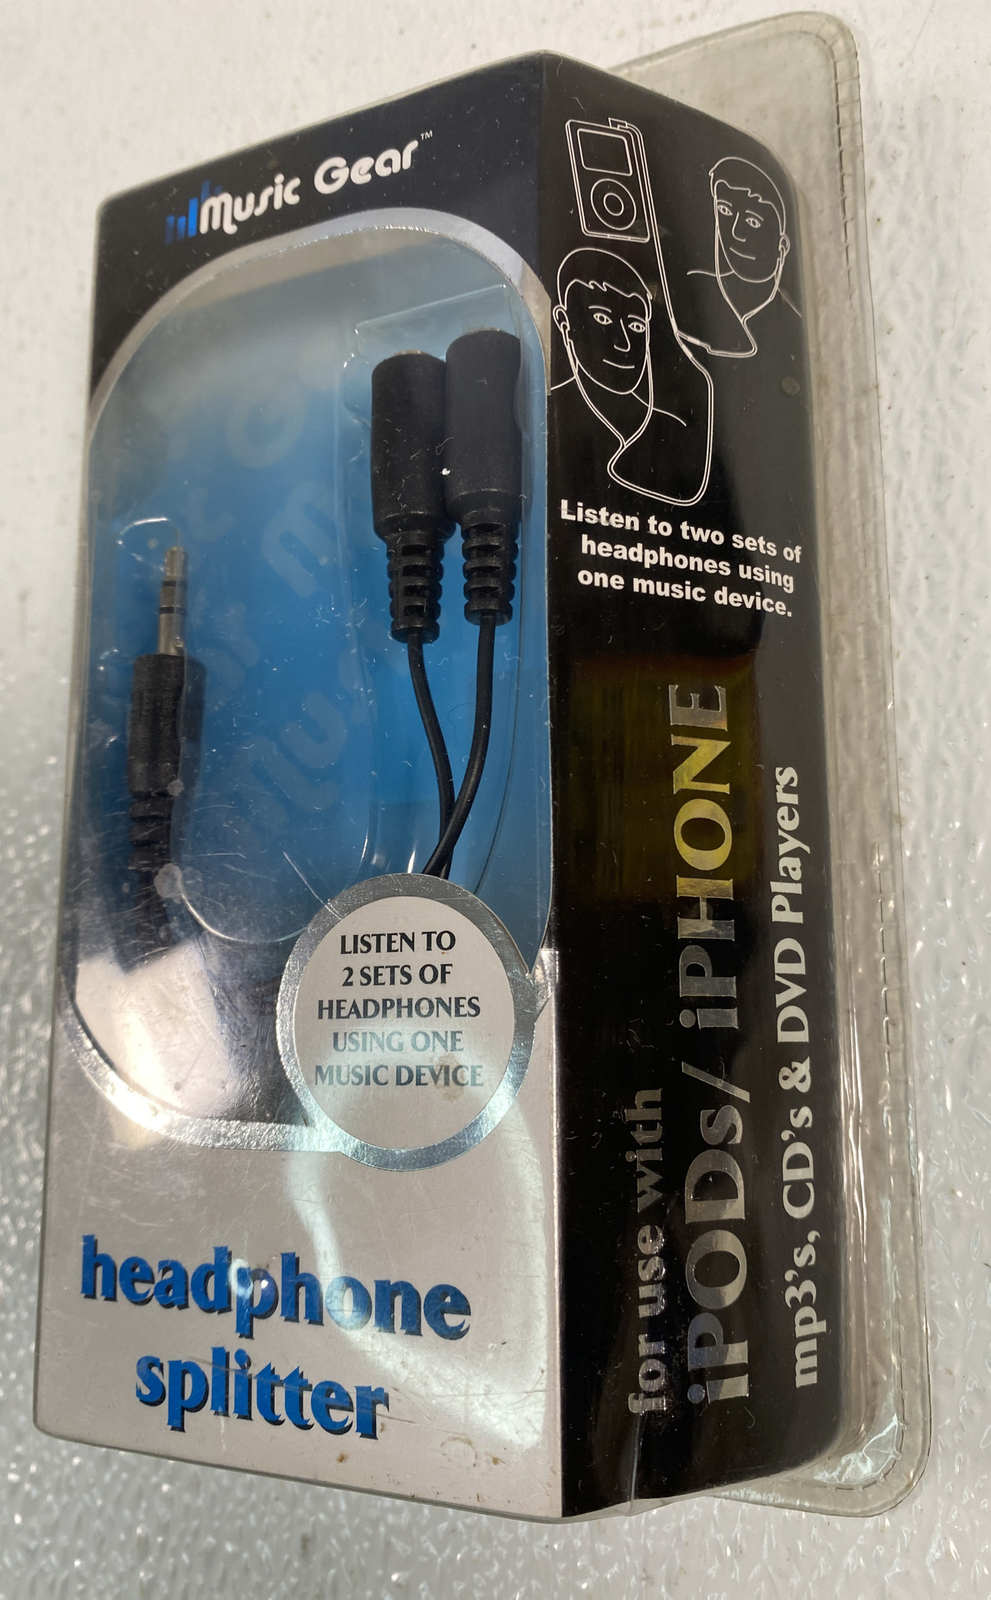 Music Gear™
LISTEN TO
2 SETS OF
HEADPHONES
USING ONE
MUSIC DEVICE
headphone
splitter
Listen to two sets of
headphones using
one music device.
for use with
iPODs/ iPHONE
mp3's, CD's & DVD Players